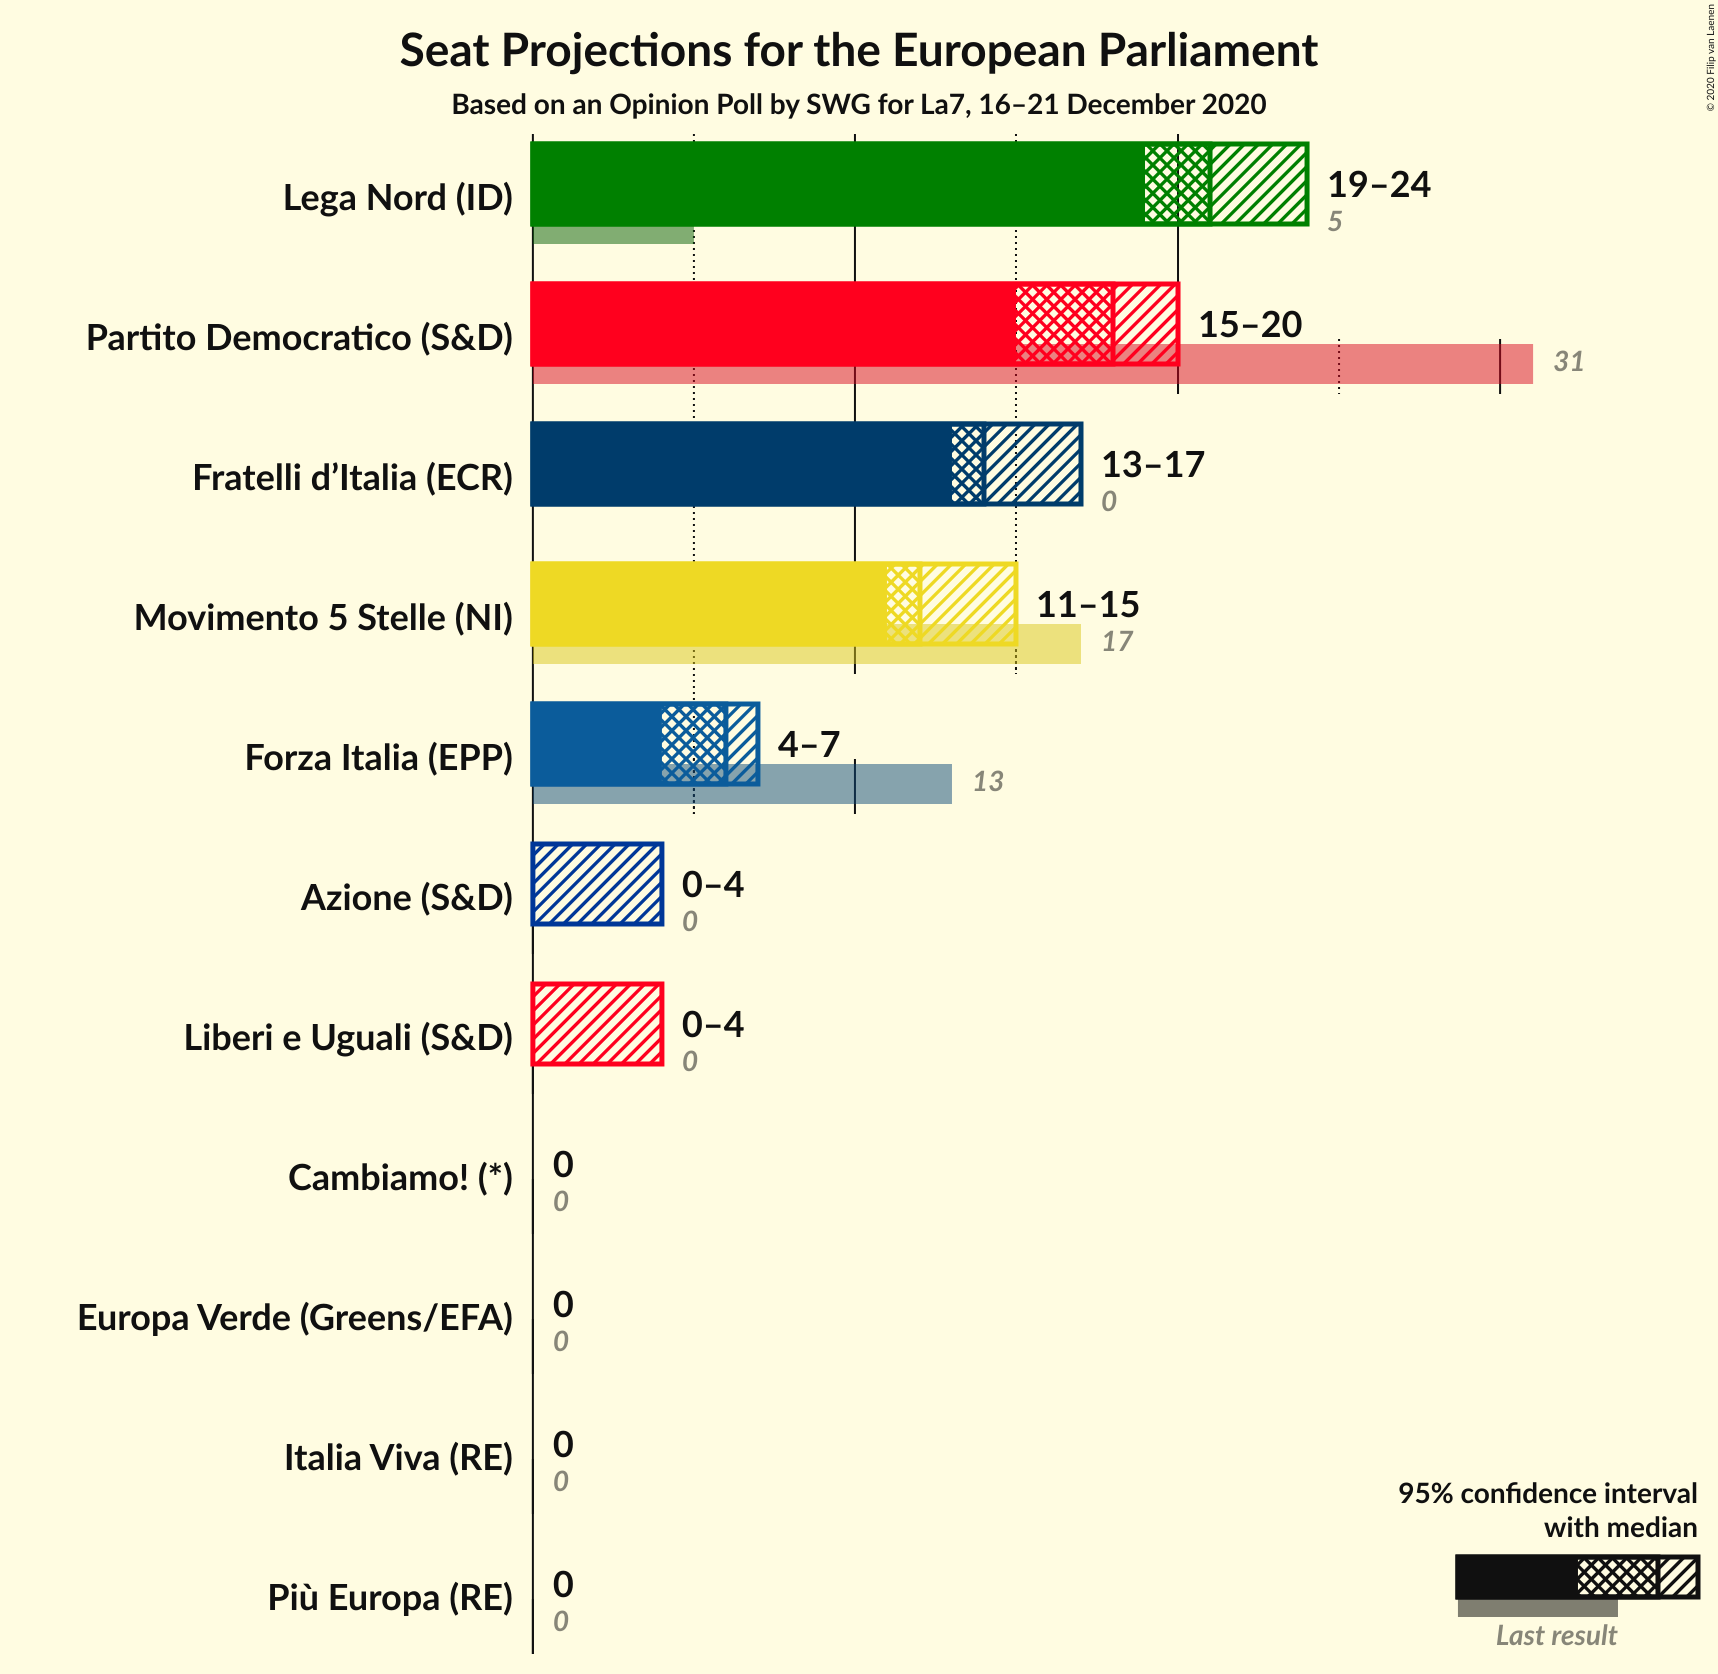 Seat Projections for the European Parliament
Based on an Opinion Poll by SWG for La7, 16–21 December 2020
© 2020 Filip van Laenen
Lega Nord (ID)
19–24
5
Partito Democratico (S&D)
15–20
31
Fratelli d’Italia (ECR)
13–17
0
Movimento 5 Stelle (NI)
11–15
17
Forza Italia (EPP)
4–7
13
Azione (S&D)
0–4
0
Liberi e Uguali (S&D)
0–4
0
Cambiamo! (*)
0
0
Europa Verde (Greens/EFA)
0
0
Italia Viva (RE)
0
0
Più Europa (RE)
0
0
95% confidence interval
with median
Last result